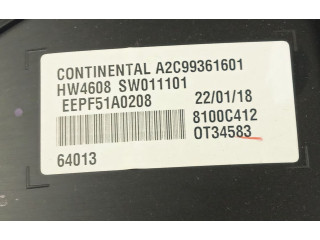 CONTINENTAL A2C99361601
HW4608 SW011101
EEPF51A0208 22/01/18
8100C412
OT34583
64013